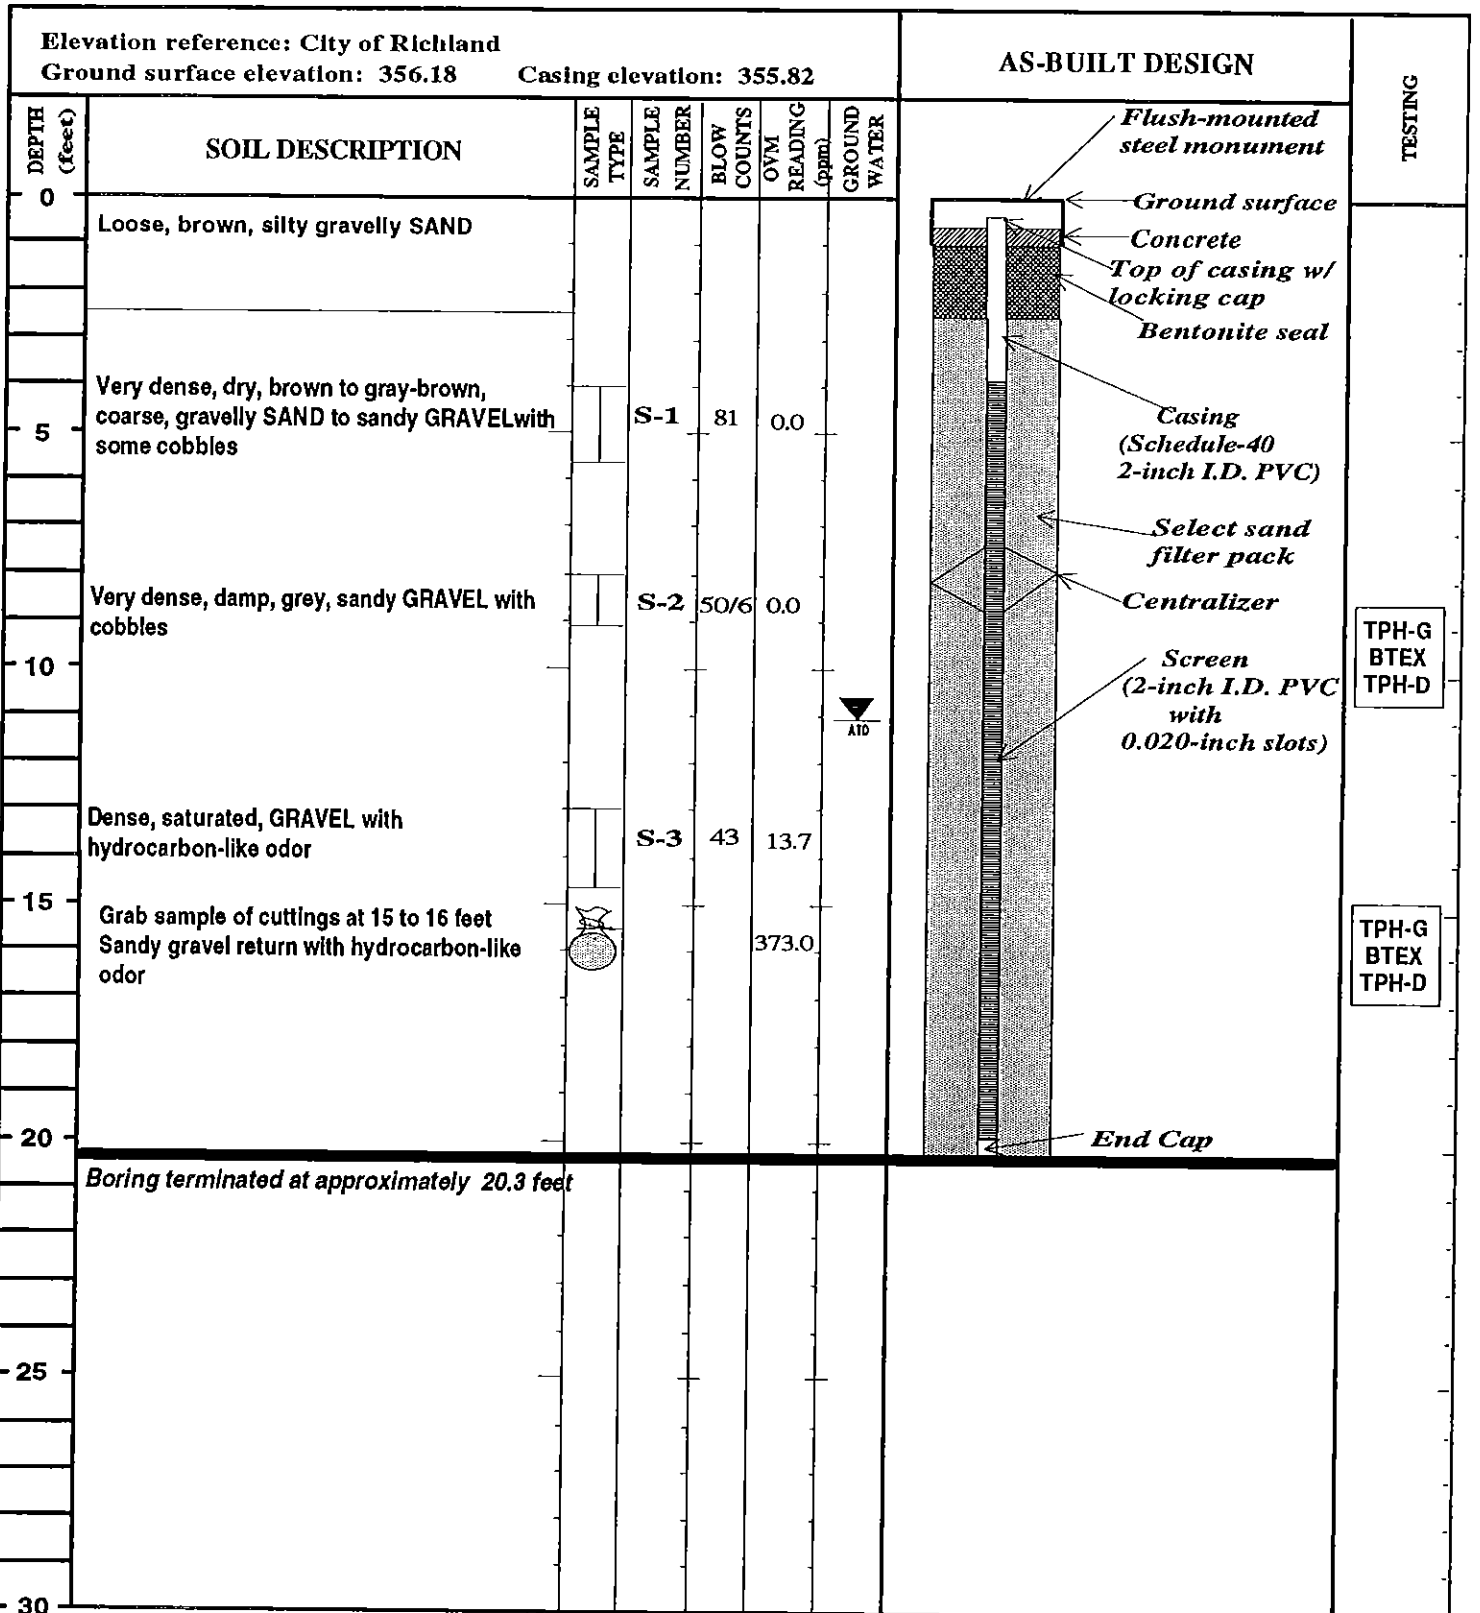 Elevation reference: City of Richland
Ground surface elevation: 356.18 Casing elevation: 355.82
AS-BUILT DESIGN
TESTING
DEPTH
(feet)
SOIL DESCRIPTION
SAMPLE
TYPE
SAMPLE
NUMBER
BLOW
COUNTS
OVM
READING
(ppm)
GROUND
WATER
0
Loose, brown, silty gravelly SAND
Flush-mounted
steel monument
Ground surface
Concrete
Top of casing w/
locking cap
Bentonite seal
Very dense, dry, brown to gray-brown,
coarse, gravelly SAND to sandy GRAVELwith
some cobbles
5
S-1 81 0.0
Casing
(Schedule-40
2-inch I.D. PVC)
Select sand
filter pack
Very dense, damp, grey, sandy GRAVEL with
cobbles
S-2 50/6 0.0
Centralizer
TPH-G
BTEX
TPH-D
10
Screen
(2-inch I.D. PVC
with
0.020-inch slots)
ATD
Dense, saturated, GRAVEL with
hydrocarbon-like odor
S-3 43 13.7
15
Grab sample of cuttings at 15 to 16 feet
Sandy gravel return with hydrocarbon-like
odor
373.0
TPH-G
BTEX
TPH-D
20
End Cap
Boring terminated at approximately 20.3 feet
25
30